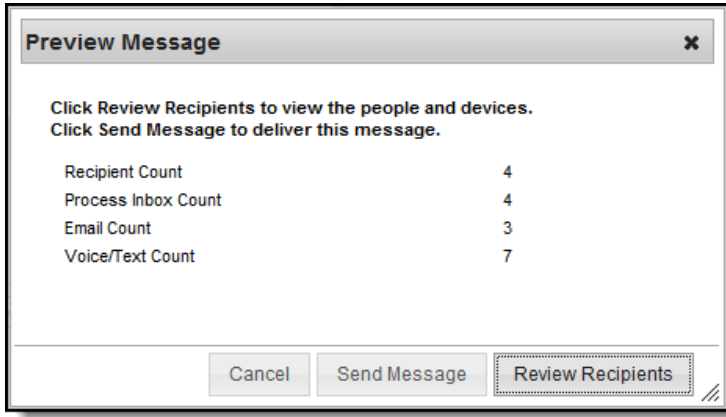 Preview Message
Click Review Recipients to view the people and devices.
Click Send Message to deliver this message.
Recipient Count 4
Process Inbox Count 4
Email Count 3
Voice/Text Count 7
Cancel Send Message Review Recipients